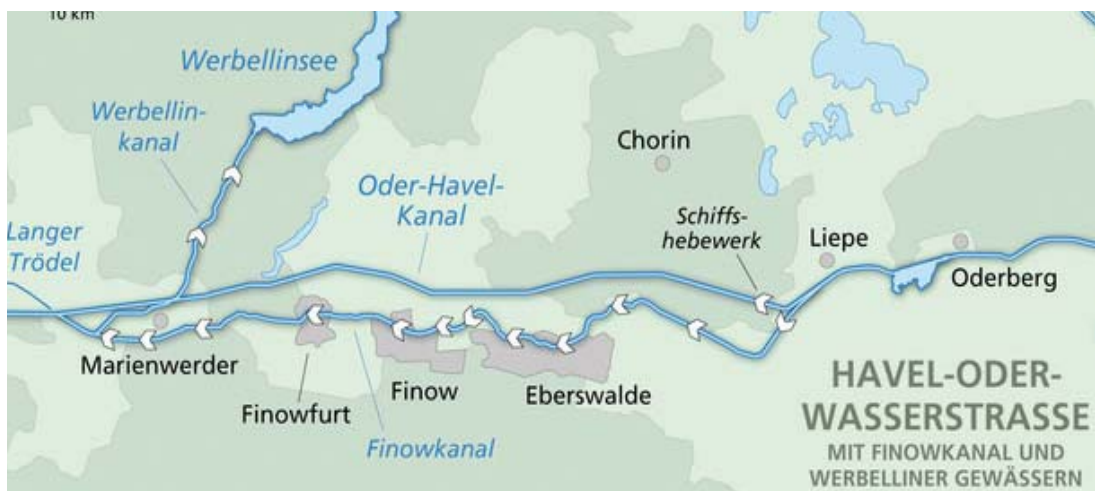 10 km
Werbellinsee
Werbellin-
kanal
Chorin
Oder-Havel-
Kanal
Schiffs-
hebewerk
Liepe
Langer
Trödel
Oderberg
Marienwerder
Finowfurt
Finow
Eberswalde
Finowkanal
HAVEL-ODER-
WASSERSTRASSE
MIT FINOWKANAL UND
WERBELLINER GEWÄSSERN